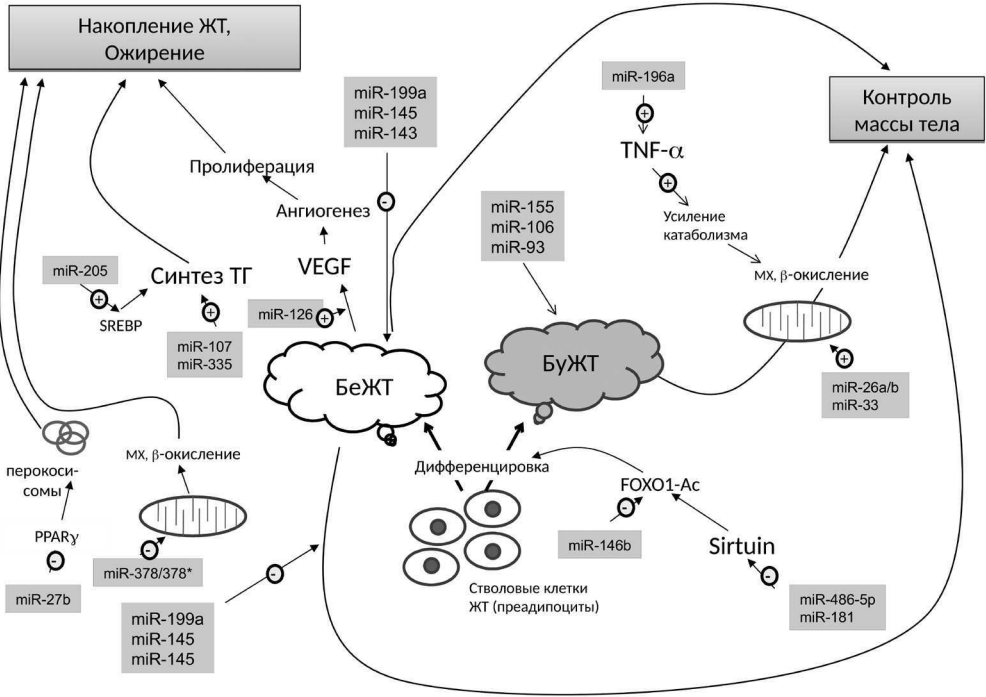 Накопление ЖТ,
Ожирение
miR-199a
miR-145
miR-143
miR-196a
Контроль
массы тела
+
TNF-α
Пролиферация
-
+
Ангиогенез
miR-155
miR-106
miR-93
Усиление
катаболизма
miR-205
Синтез ТГ
VEGF
МХ, β-окисление
+
SREBP
+
miR-126
+
miR-107
miR-335
БеЖТ
БуЖТ
+
miR-26a/b
miR-33
перокси-
сомы
МХ, β-окисление
Дифференцировка
FOXO1-Ac
-
PPARγ
-
miR-27b
-
miR-378/378*
-
miR-146b
Sirtuin
-
Стволовые клетки
ЖТ (преадипоциты)
miR-486-5p
miR-181
miR-199a
miR-145
miR-145